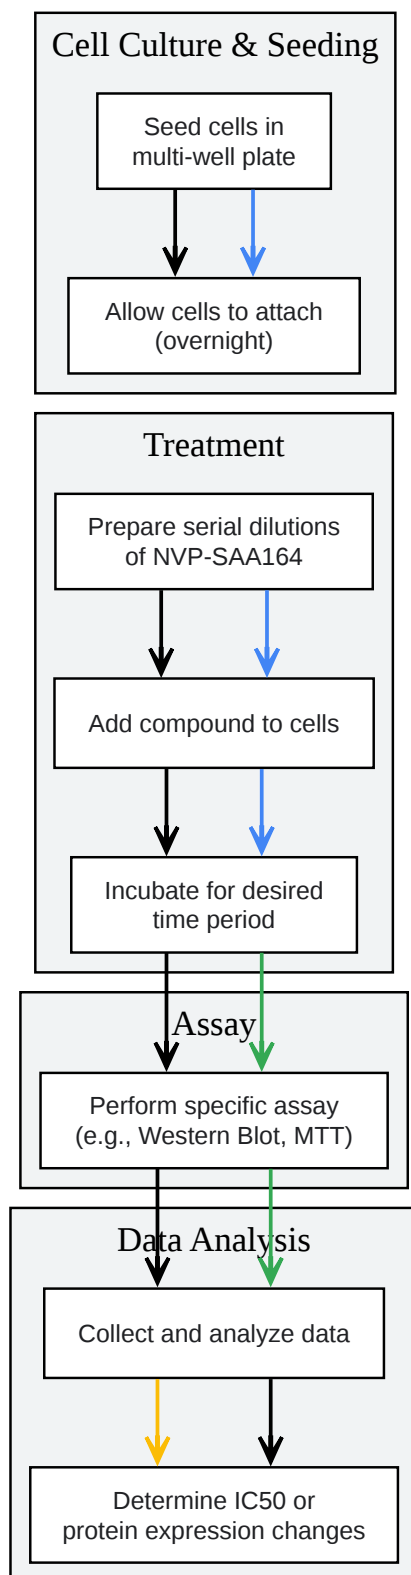 Cell Culture & Seeding
Seed cells in
multi-well plate
Allow cells to attach
(overnight)
Treatment
Prepare serial dilutions
of NVP-SAA164
Add compound to cells
Incubate for desired
time period
Assay
Perform specific assay
(e.g., Western Blot, MTT)
Data Analysis
Collect and analyze data
Determine IC50 or
protein expression changes